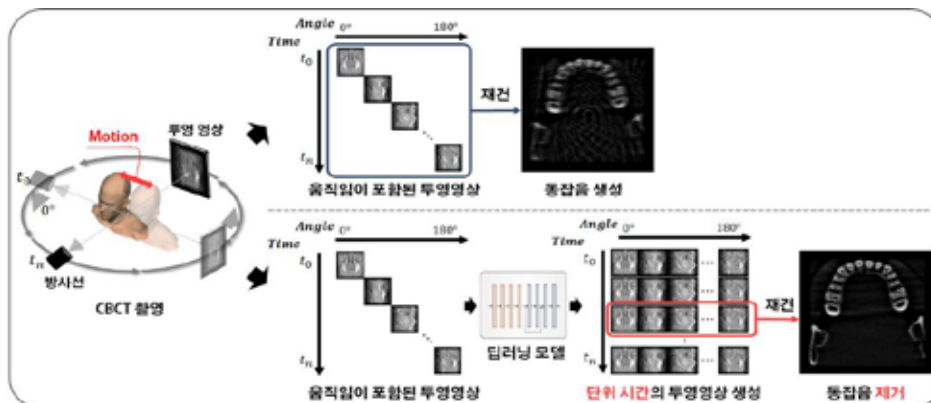 Angle
0°
180°
Time
t₀
tₙ
움직임이 포함된 투영영상
재건
동잡음 생성
Motion
투영 영상
t₀
0°
tₙ
방사선
CBCT 촬영
Angle
0°
180°
Time
t₀
tₙ
움직임이 포함된 투영영상
딥러닝 모델
Angle
0°
180°
Time
t₀
tₙ
단위 시간의 투영영상 생성
재건
동잡음 제거